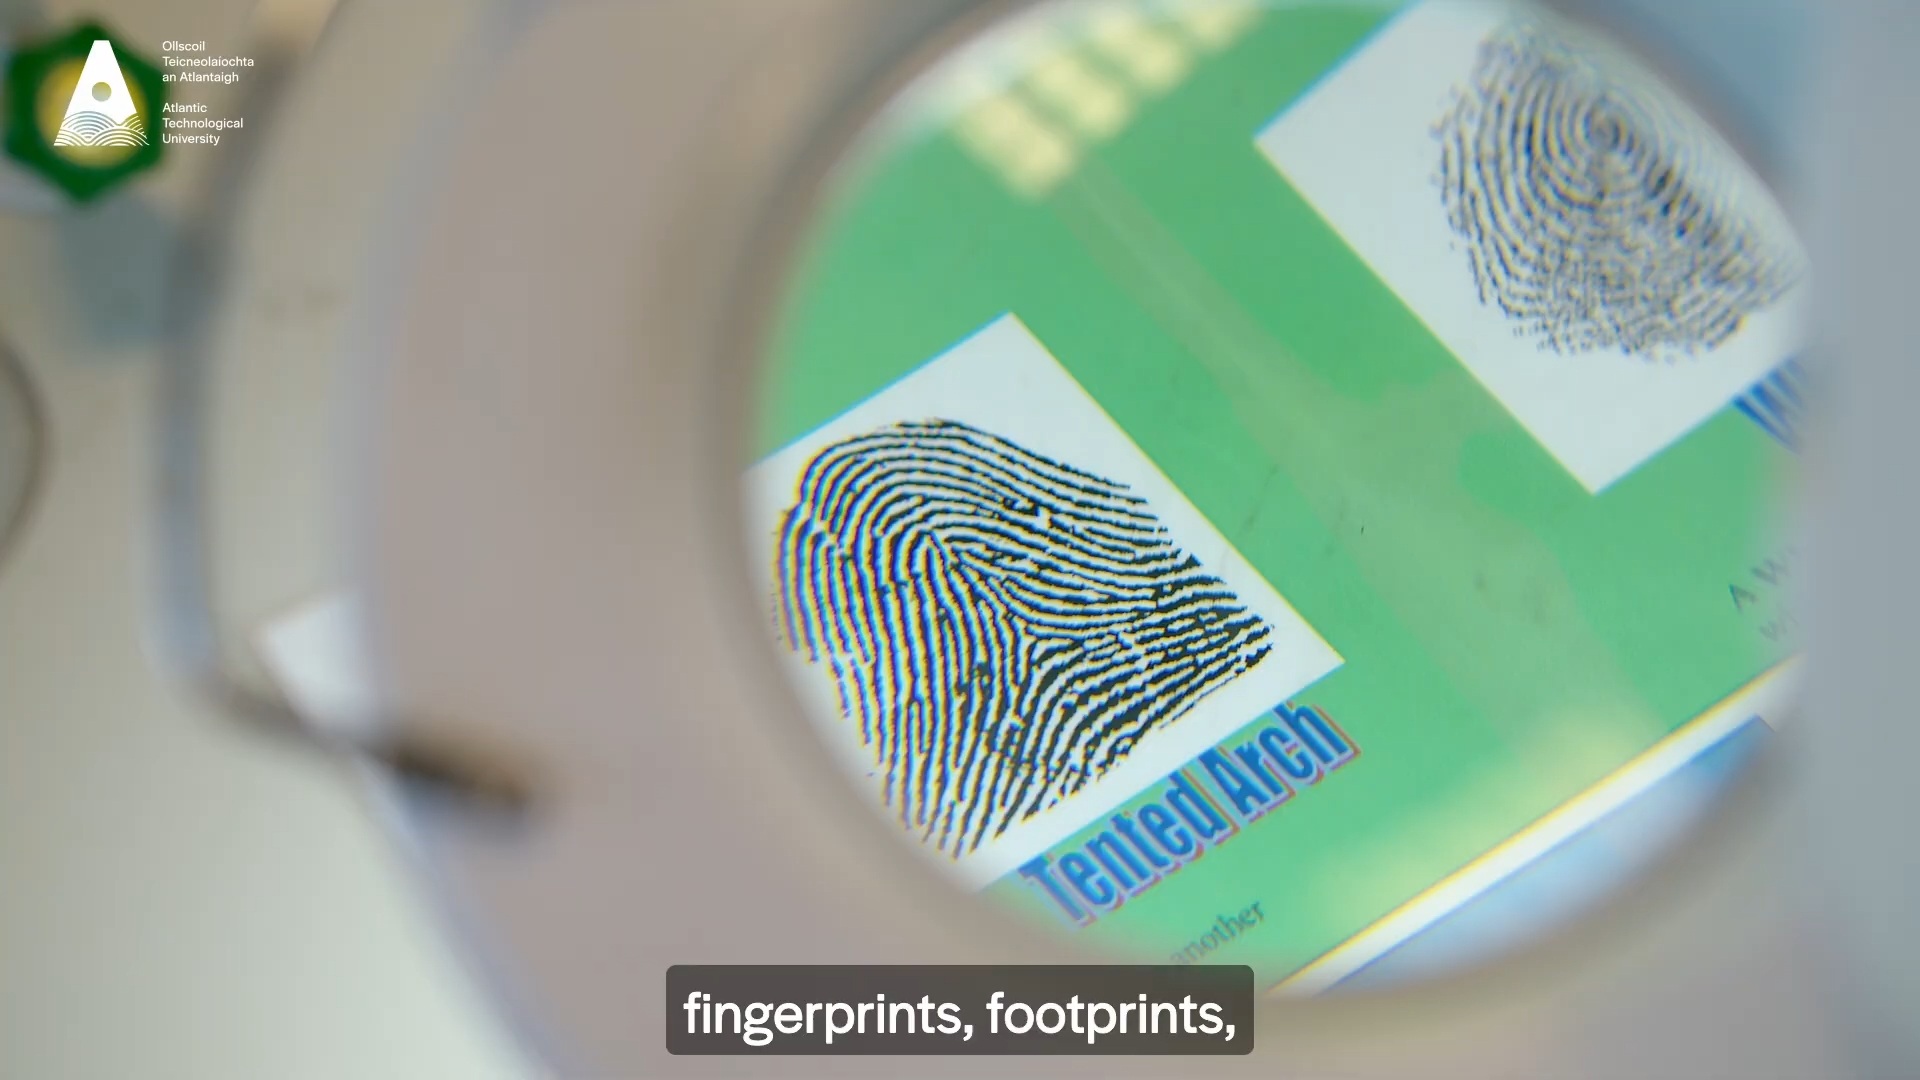 Ollscoil
Teicneolaíochta
an Atlantaigh
Atlantic
Technological
University
Tented Arch
another
fingerprints, footprints,